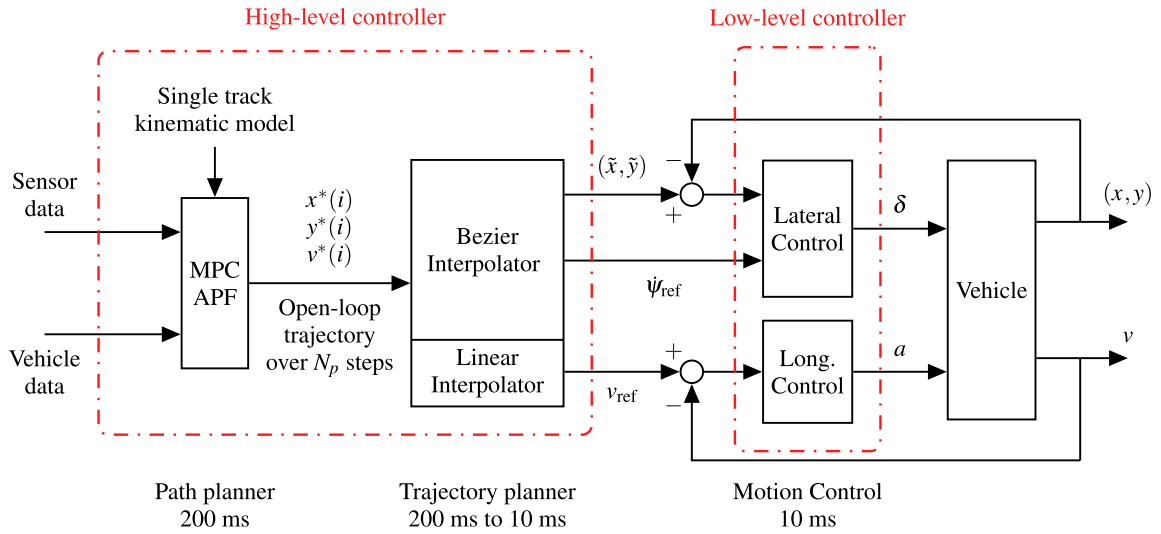 High-level controller
Low-level controller
Single track
kinematic model
Sensor
data
Vehicle
data
MPC
APF
x*(i)
y*(i)
v*(i)
Open-loop
trajectory
over Nₚ steps
Bezier
Interpolator
Linear
Interpolator
(x̃, ỹ)
−
+
ψ̇ref
+
−
vref
Lateral
Control
Long.
Control
δ
a
Vehicle
(x, y)
v
Path planner
200 ms
Trajectory planner
200 ms to 10 ms
Motion Control
10 ms